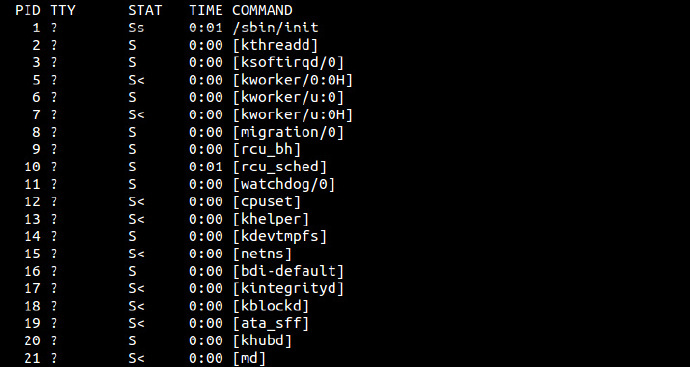 PID TTY      STAT   TIME COMMAND
  1 ?        Ss     0:01 /sbin/init
  2 ?        S      0:00 [kthreadd]
  3 ?        S      0:00 [ksoftirqd/0]
  5 ?        S<     0:00 [kworker/0:0H]
  6 ?        S      0:00 [kworker/u:0]
  7 ?        S<     0:00 [kworker/u:0H]
  8 ?        S      0:00 [migration/0]
  9 ?        S      0:00 [rcu_bh]
 10 ?        S      0:01 [rcu_sched]
 11 ?        S      0:00 [watchdog/0]
 12 ?        S<     0:00 [cpuset]
 13 ?        S<     0:00 [khelper]
 14 ?        S      0:00 [kdevtmpfs]
 15 ?        S<     0:00 [netns]
 16 ?        S      0:00 [bdi-default]
 17 ?        S<     0:00 [kintegrityd]
 18 ?        S<     0:00 [kblockd]
 19 ?        S<     0:00 [ata_sff]
 20 ?        S      0:00 [khubd]
 21 ?        S<     0:00 [md]